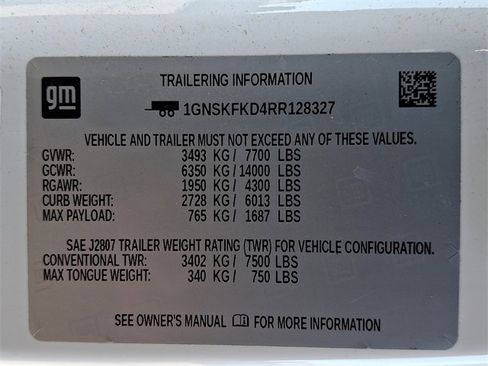 gm
TRAILERING INFORMATION
1GNSKFKD4RR128327
VEHICLE AND TRAILER MUST NOT EXCEED ANY OF THESE VALUES.
GVWR: 3493 KG / 7700 LBS
GCWR: 6350 KG / 14000 LBS
RGAWR: 1950 KG / 4300 LBS
CURB WEIGHT: 2728 KG / 6013 LBS
MAX PAYLOAD: 765 KG / 1687 LBS
SAE J2807 TRAILER WEIGHT RATING (TWR) FOR VEHICLE CONFIGURATION.
CONVENTIONAL TWR: 3402 KG / 7500 LBS
MAX TONGUE WEIGHT: 340 KG / 750 LBS
SEE OWNER'S MANUAL FOR MORE INFORMATION